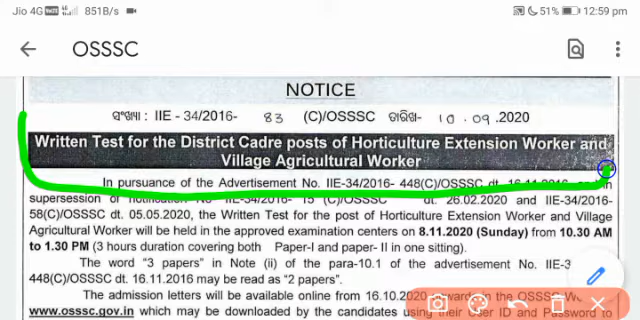 Jio 4G 851B/s 51% 12:59 pm
OSSSC
NOTICE
ସଂଖ୍ୟା: IIE - 34/2016- 83 (C)/OSSSC ତାରିଖ - 10.09.2020
Written Test for the District Cadre posts of Horticulture Extension Worker and
Village Agricultural Worker
In pursuance of the Advertisement No. IIE-34/2016- 448(C)/OSSSC dt. 16.11.2016 in
supersession of notification No IIE-34/2016- 15 (C)/OSSSC dt. 26.02.2020 and IIE-34/2016-
58(C)/OSSSC dt. 05.05.2020, the Written Test for the post of Horticulture Extension Worker and Village
Agricultural Worker will be held in the approved examination centers on 8.11.2020 (Sunday) from 10.30 AM
to 1.30 PM (3 hours duration covering both Paper-I and paper-II in one sitting).
The word "3 papers" in Note (ii) of the para-10.1 of the advertisement No. IIE-3
448(C)/OSSSC dt. 16.11.2016 may be read as "2 papers".
The admission letters will be available online from 16.10.2020 in the OSSSC
www.osssc.gov.in which may be downloaded by the candidates using their User ID and Password to